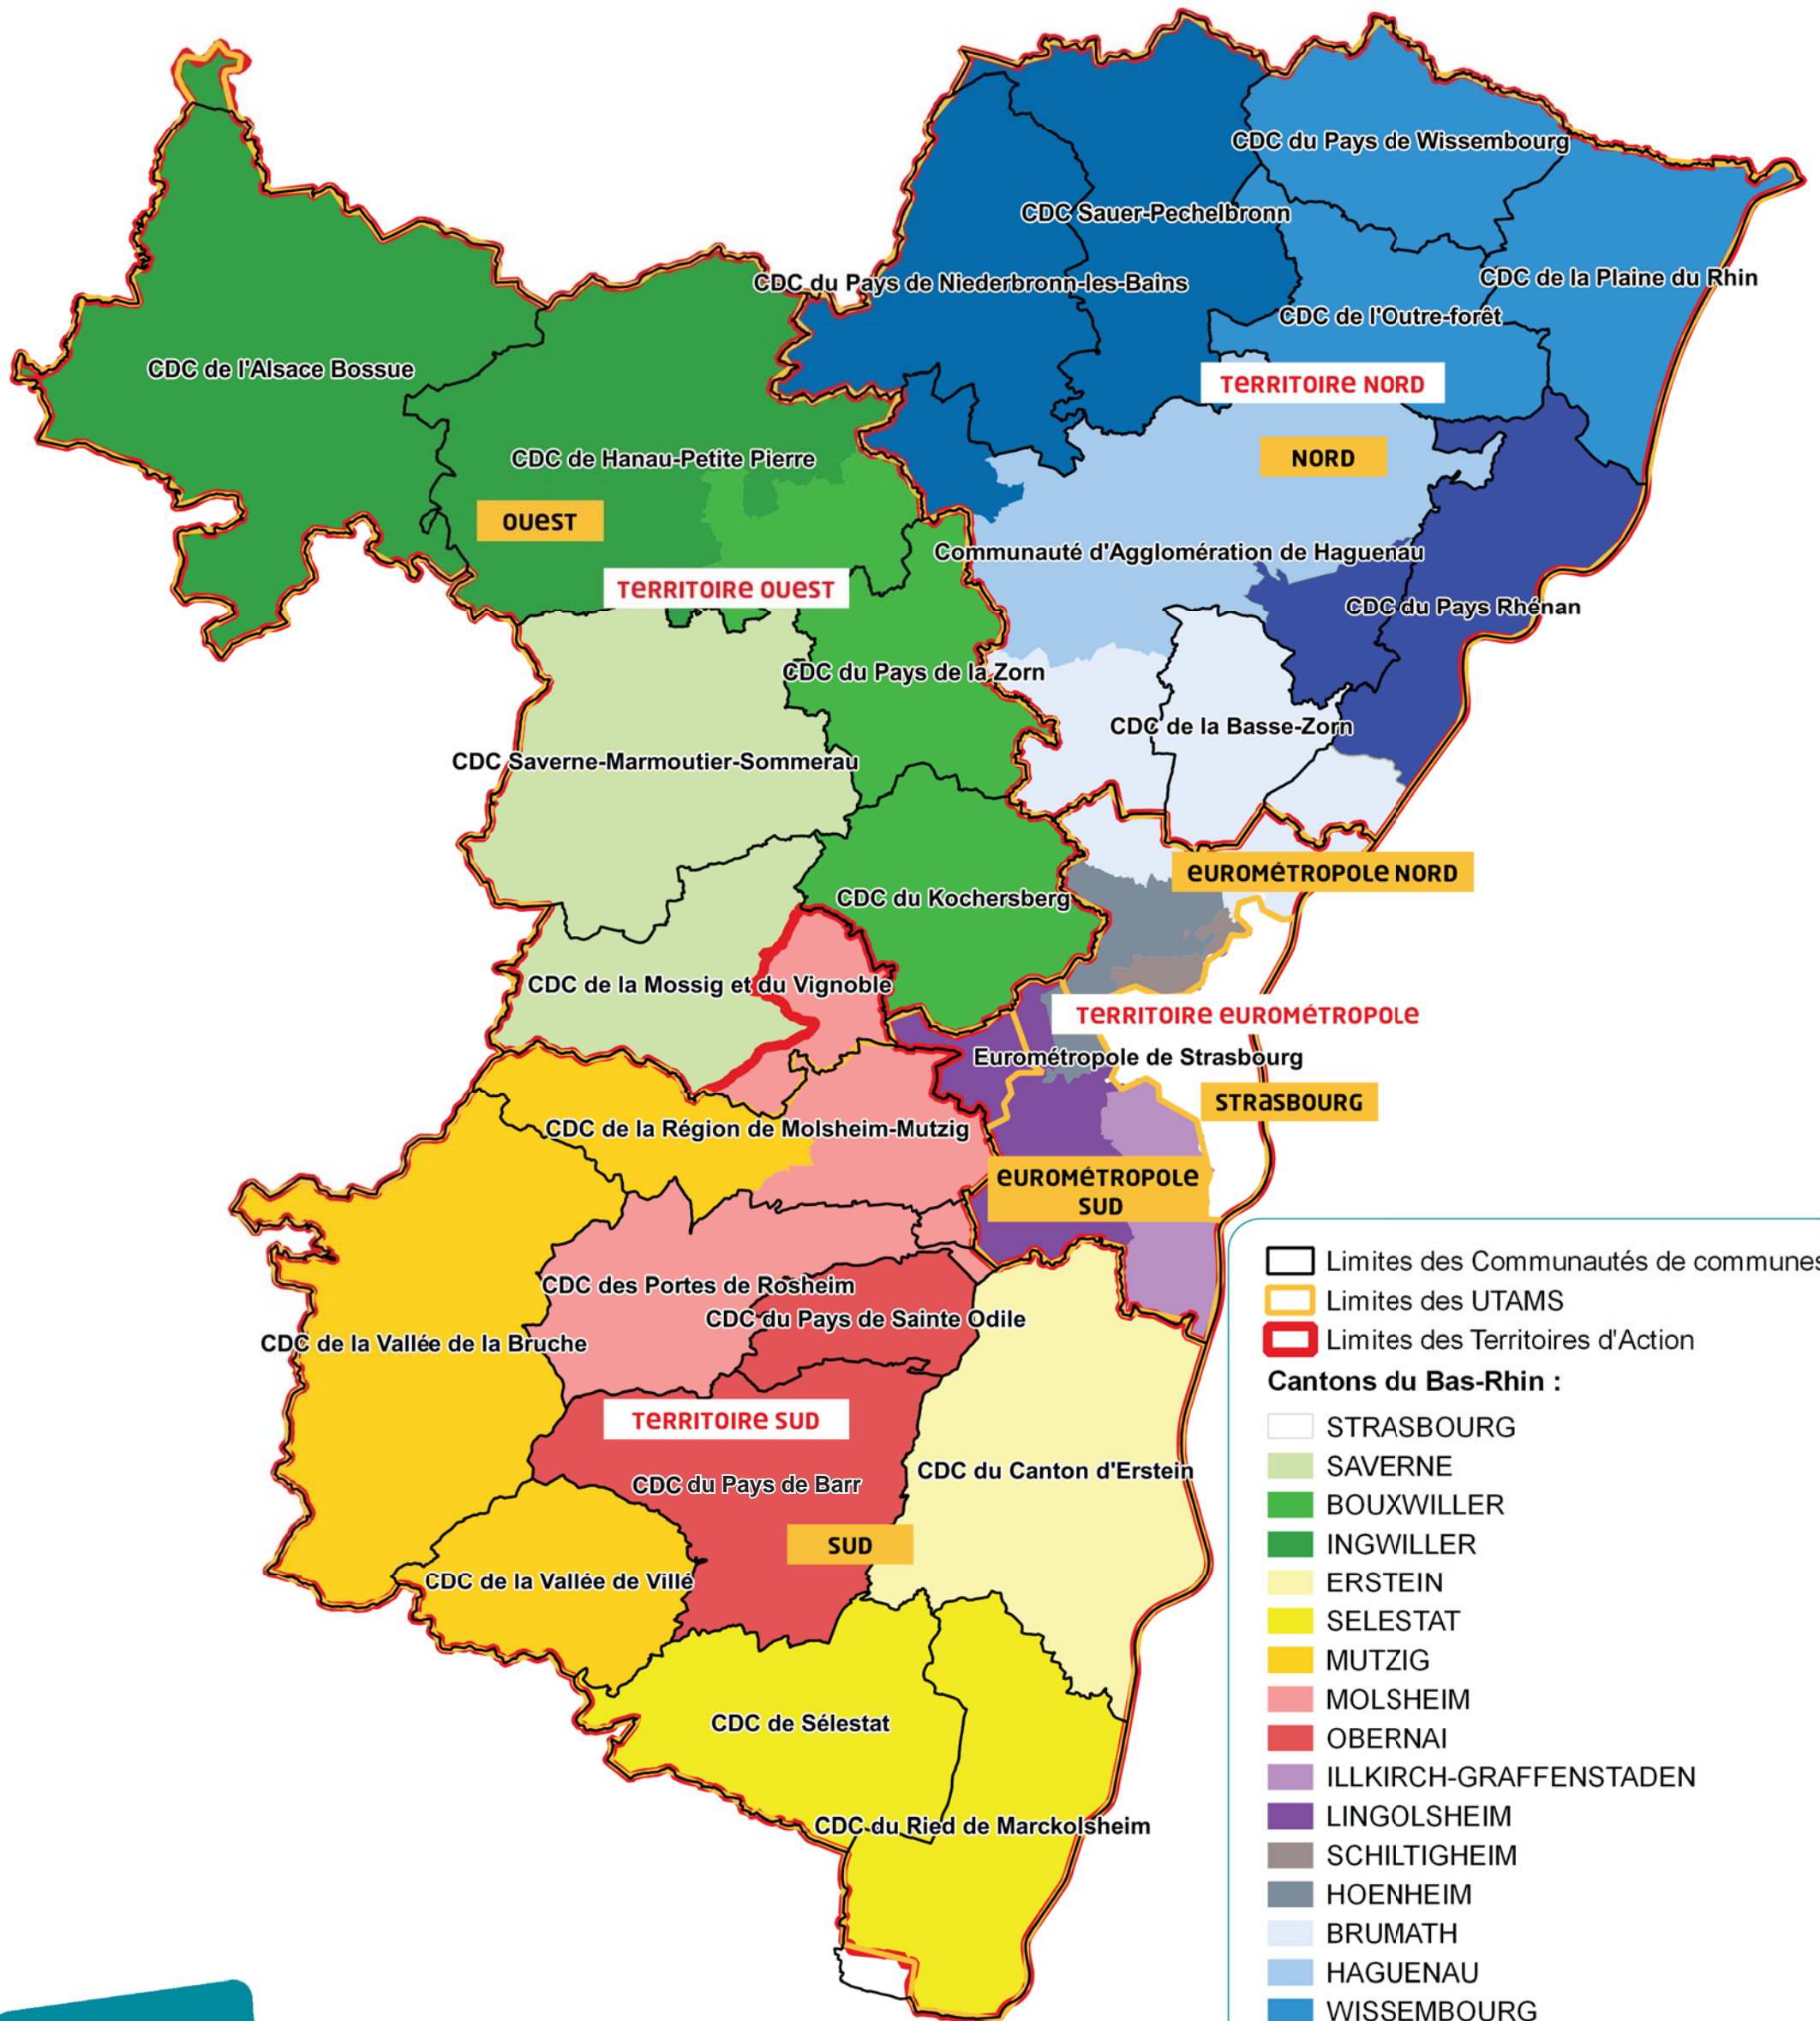 CDC du Pays de Wissembourg
CDC Sauer-Pechelbronn
CDC de la Plaine du Rhin
CDC du Pays de Niederbronn-les-Bains
CDC de l'Outre-forêt
CDC de l'Alsace Bossue
TERRITOIRE NORD
CDC de Hanau-Petite Pierre
NORD
OUEST
Communauté d'Agglomération de Haguenau
TERRITOIRE OUEST
CDC du Pays Rhénan
CDC du Pays de la Zorn
CDC de la Basse-Zorn
CDC Saverne-Marmoutier-Sommerau
EUROMÉTROPOLE NORD
CDC du Kochersberg
CDC de la Mossig et du Vignoble
TERRITOIRE EUROMÉTROPOLE
Eurométropole de Strasbourg
STRASBOURG
CDC de la Région de Molsheim-Mutzig
EUROMÉTROPOLE
SUD
CDC des Portes de Rosheim
CDC du Pays de Sainte Odile
CDC de la Vallée de la Bruche
TERRITOIRE SUD
CDC du Canton d'Erstein
CDC du Pays de Barr
SUD
CDC de la Vallée de Villé
CDC de Sélestat
CDC du Ried de Marckolsheim
Limites des Communautés de communes
Limites des UTAMS
Limites des Territoires d'Action
Cantons du Bas-Rhin :
STRASBOURG
SAVERNE
BOUXWILLER
INGWILLER
ERSTEIN
SELESTAT
MUTZIG
MOLSHEIM
OBERNAI
ILLKIRCH-GRAFFENSTADEN
LINGOLSHEIM
SCHILTIGHEIM
HOENHEIM
BRUMATH
HAGUENAU
WISSEMBOURG